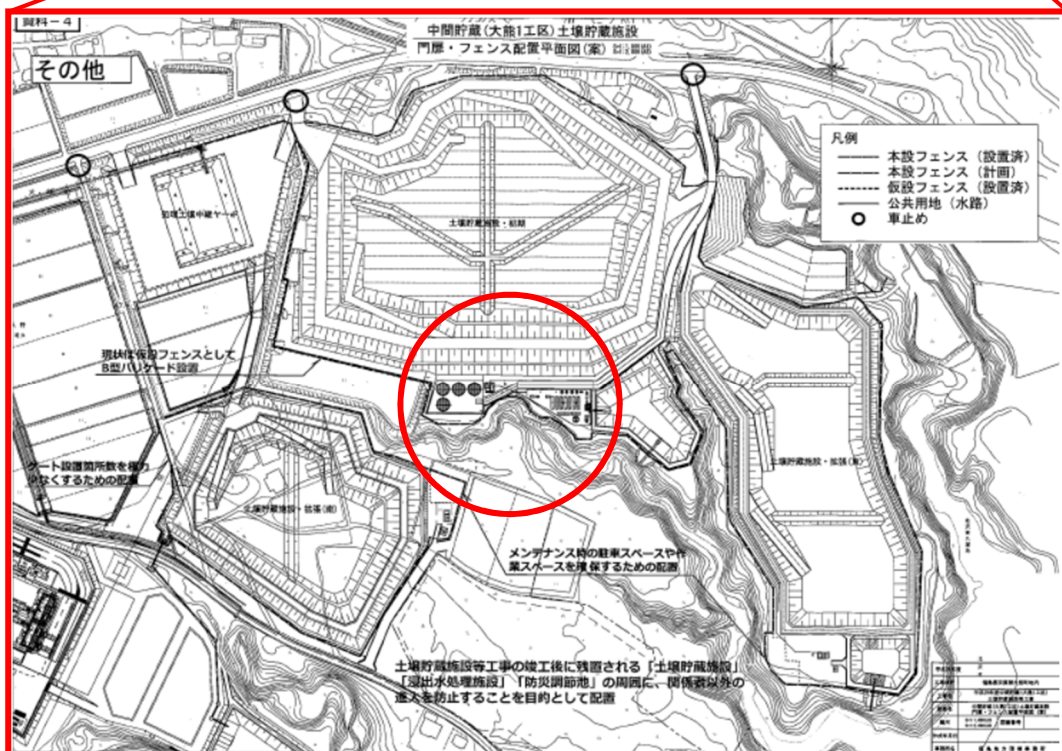 資料-4
その他
中間貯蔵(大熊1工区)土壌貯蔵施設
門扉・フェンス配置平面図(案)
凡例
本設フェンス(設置済)
本設フェンス(計画)
仮設フェンス(設置済)
公共用地(水路)
車止め
土壌貯蔵施設・初期
現状は仮設フェンスとして
B型バリケード設置
ゲート設置箇所数を極力
少なくするための配置
土壌貯蔵施設・拡張(南)
土壌貯蔵施設・拡張(東)
メンテナンス時の駐車スペースや作
業スペースを確保するための配置
土壌貯蔵施設等工事の竣工後に残置される「土壌貯蔵施設」
「浸出水処理施設」「防災調節池」の周囲に、関係者以外の
進入を防止することを目的として配置